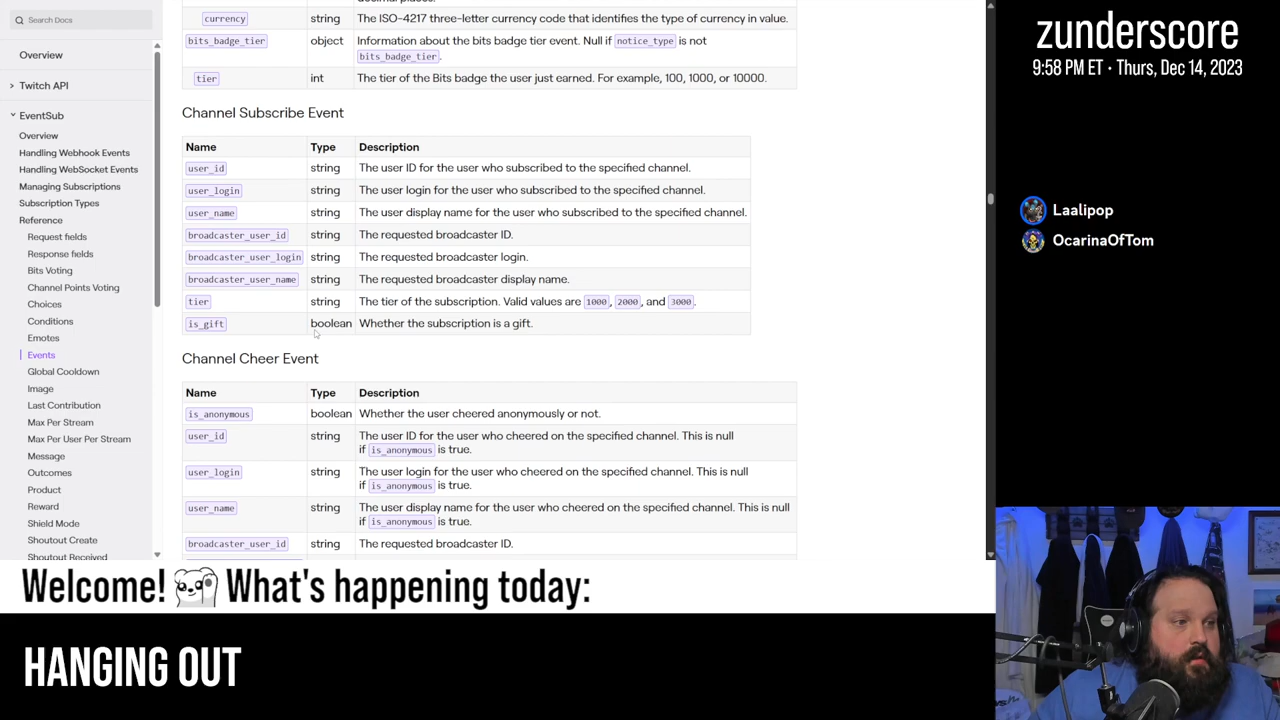 Search Docs
Overview
Twitch API
EventSub
Overview
Handling Webhook Events
Handling WebSocket Events
Managing Subscriptions
Subscription Types
Reference
Request fields
Response fields
Bits Voting
Channel Points Voting
Choices
Conditions
Emotes
Events
Global Cooldown
Image
Last Contribution
Max Per Stream
Max Per User Per Stream
Message
Outcomes
Product
Reward
Shield Mode
Shoutout Create
Shoutout Received
currency string The ISO-4217 three-letter currency code that identifies the type of currency in value.
bits_badge_tier object Information about the bits badge tier event. Null if notice_type is not
bits_badge_tier.
tier int The tier of the Bits badge the user just earned. For example, 100, 1000, or 10000.
Channel Subscribe Event
Name Type Description
user_id string The user ID for the user who subscribed to the specified channel.
user_login string The user login for the user who subscribed to the specified channel.
user_name string The user display name for the user who subscribed to the specified channel.
broadcaster_user_id string The requested broadcaster ID.
broadcaster_user_login string The requested broadcaster login.
broadcaster_user_name string The requested broadcaster display name.
tier string The tier of the subscription. Valid values are 1000, 2000, and 3000.
is_gift boolean Whether the subscription is a gift.
Channel Cheer Event
Name Type Description
is_anonymous boolean Whether the user cheered anonymously or not.
user_id string The user ID for the user who cheered on the specified channel. This is null
if is_anonymous is true.
user_login string The user login for the user who cheered on the specified channel. This is null
if is_anonymous is true.
user_name string The user display name for the user who cheered on the specified channel. This is null
if is_anonymous is true.
broadcaster_user_id string The requested broadcaster ID.
zunderscore
9:58 PM ET • Thurs, Dec 14, 2023
Laalipop
OcarinaOfTom
Welcome! What's happening today:
HANGING OUT